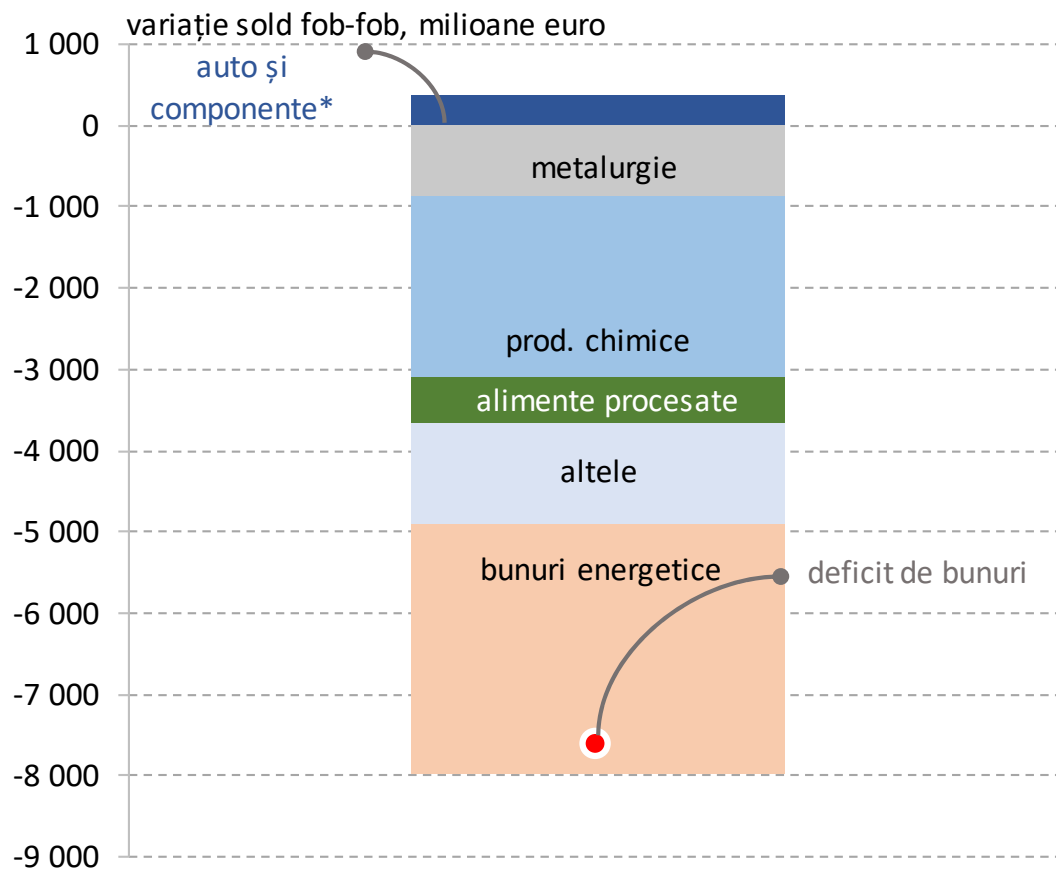 variație sold fob-fob, milioane euro
1 000
auto și
componente*
0
metalurgie
-1 000
-2 000
prod. chimice
-3 000
alimente procesate
-4 000
altele
-5 000
bunuri energetice
deficit de bunuri
-6 000
-7 000
-8 000
-9 000